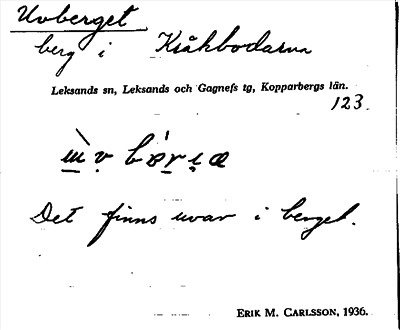 Uvberget
berg i Kråkbodarna
Leksands sn, Leksands och Gagnefs tg, Kopparbergs län.
123.
Det finns uvar i berget.
ERIK M. CARLSSON, 1936.